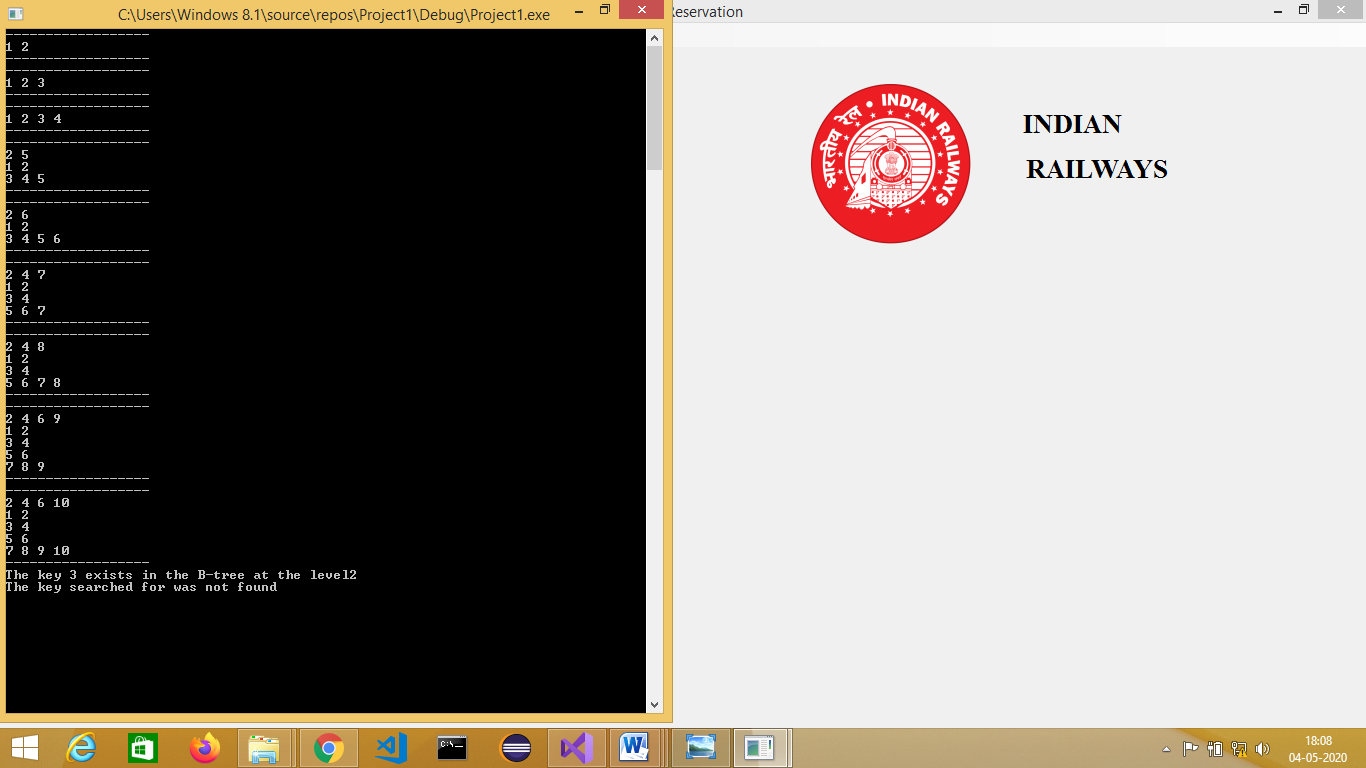 C:\Users\Windows 8.1\source\repos\Project1\Debug\Project1.exe
------------------
1 2
------------------
------------------
1 2 3
------------------
------------------
1 2 3 4
------------------
------------------
2 5
1 2
3 4 5
------------------
------------------
2 6
1 2
3 4 5 6
------------------
------------------
2 4 7
1 2
3 4
5 6 7
------------------
------------------
2 4 8
1 2
3 4
5 6 7 8
------------------
------------------
2 4 6 9
1 2
3 4
5 6
7 8 9
------------------
------------------
2 4 6 10
1 2
3 4
5 6
7 8 9 10
------------------
The key 3 exists in the B-tree at the level2
The key searched for was not found
Reservation
भारतीय रेल • INDIAN RAILWAYS
INDIAN
RAILWAYS
C:\
W
18:08
04-05-2020